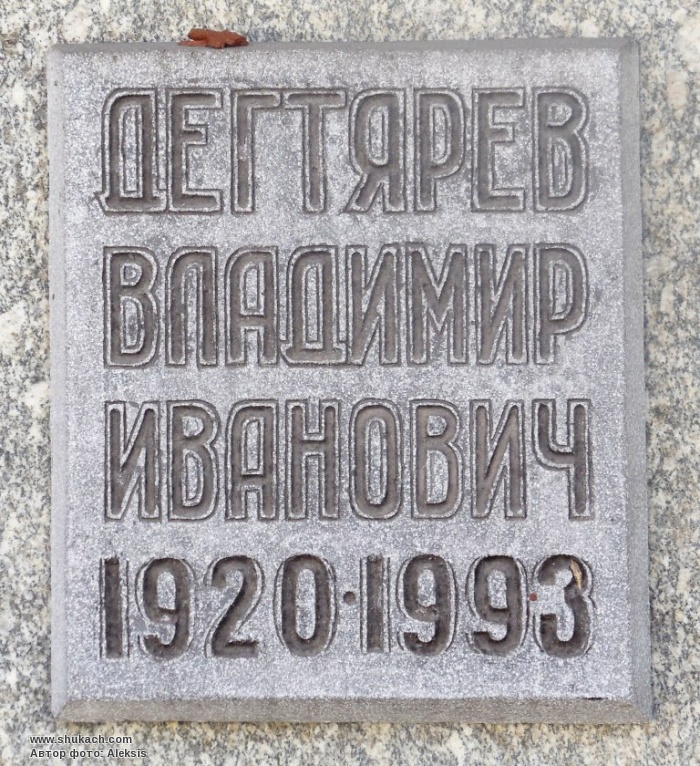 ДЕГТЯРЕВ
ВЛАДИМИР
ИВАНОВИЧ
1920·1993
www.shukach.com
Автор фото: Aleksis